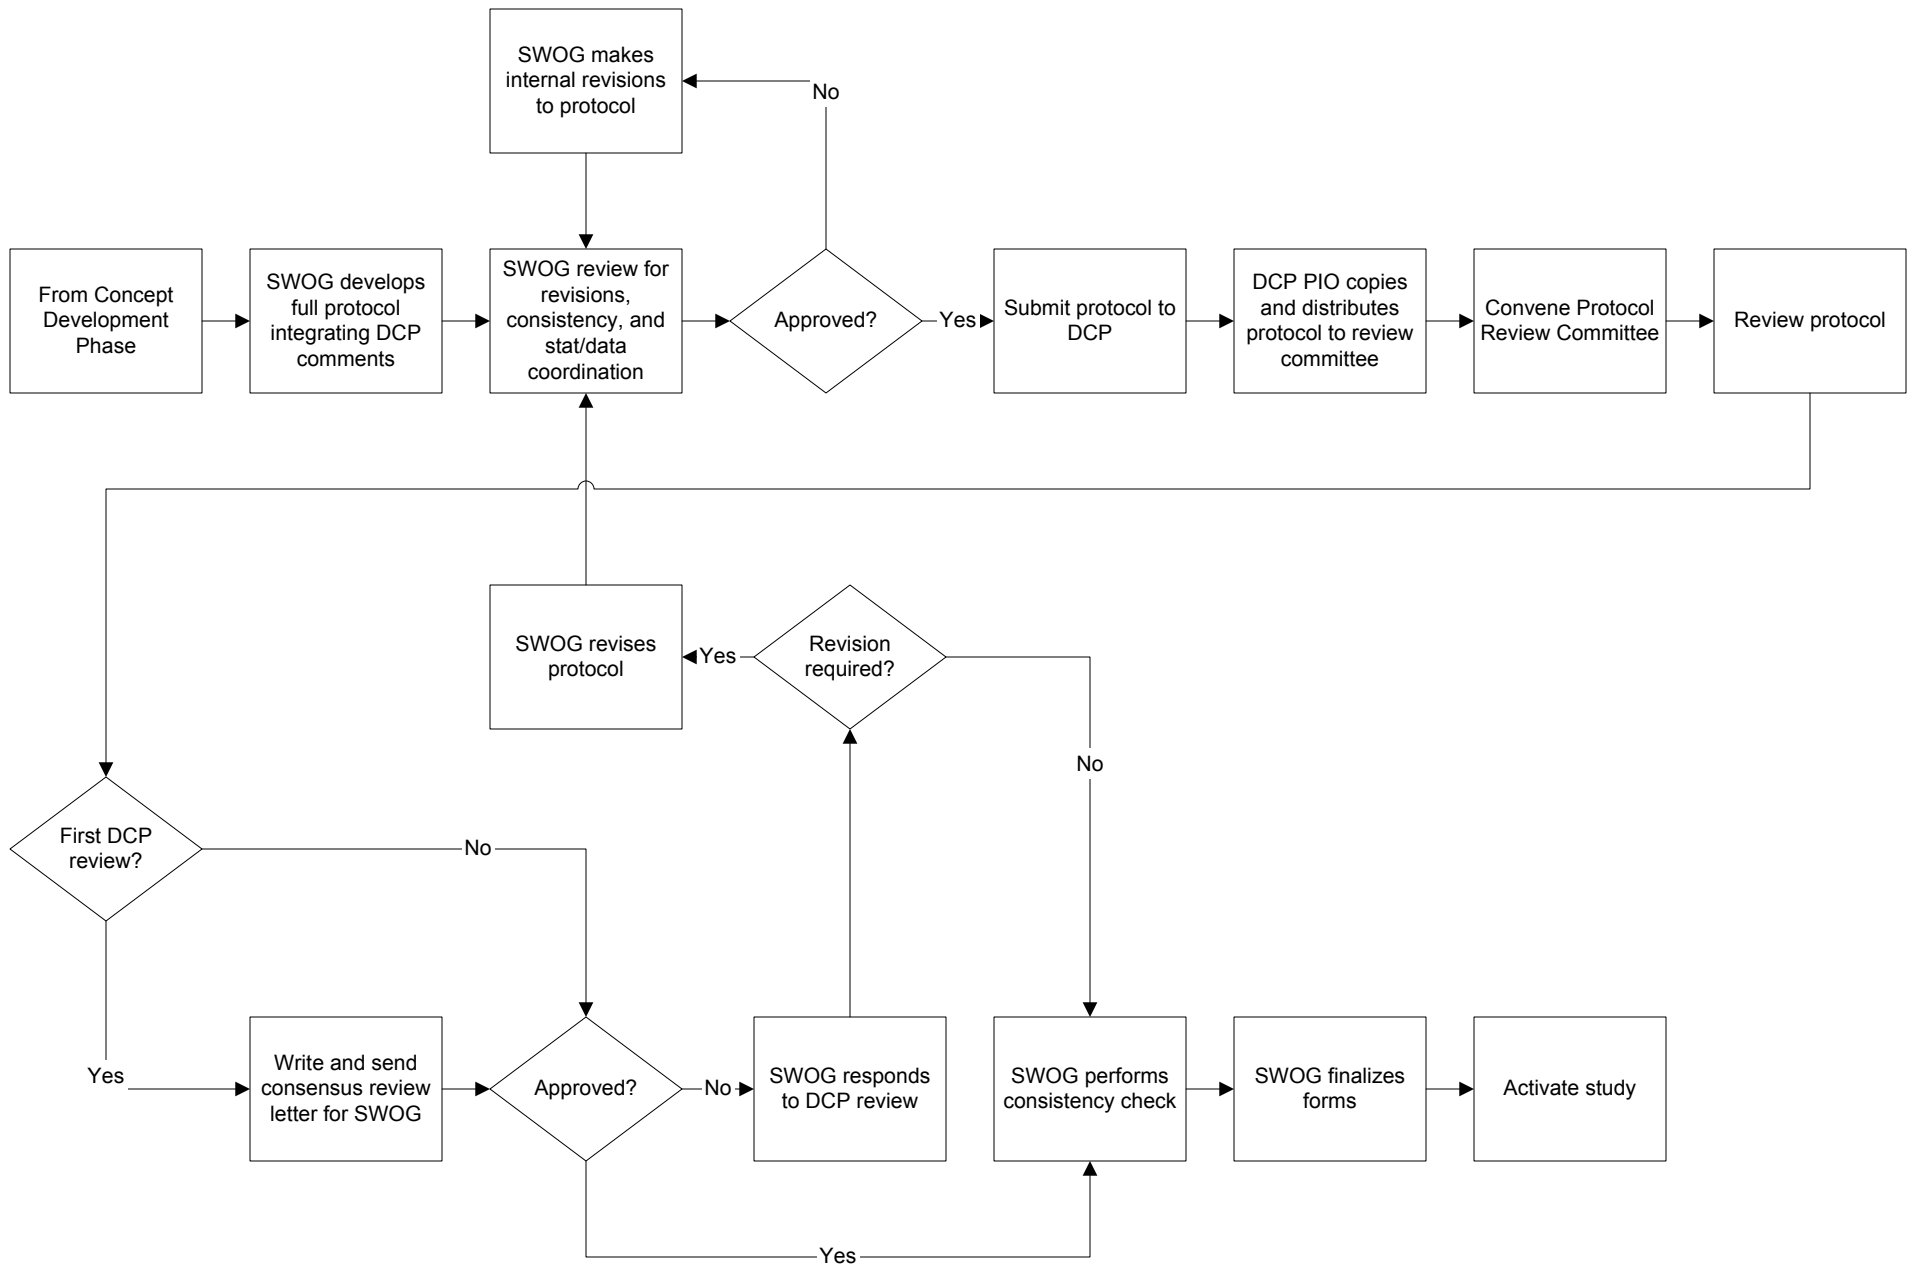 SWOG makes
internal revisions
to protocol
No
From Concept
Development
Phase
SWOG develops
full protocol
integrating DCP
comments
SWOG review for
revisions,
consistency, and
stat/data
coordination
Approved?
Yes
Submit protocol to
DCP
DCP PIO copies
and distributes
protocol to review
committee
Convene Protocol
Review Committee
Review protocol
SWOG revises
protocol
Yes
Revision
required?
No
First DCP
review?
No
Yes
Write and send
consensus review
letter for SWOG
Approved?
No
SWOG responds
to DCP review
SWOG performs
consistency check
SWOG finalizes
forms
Activate study
Yes